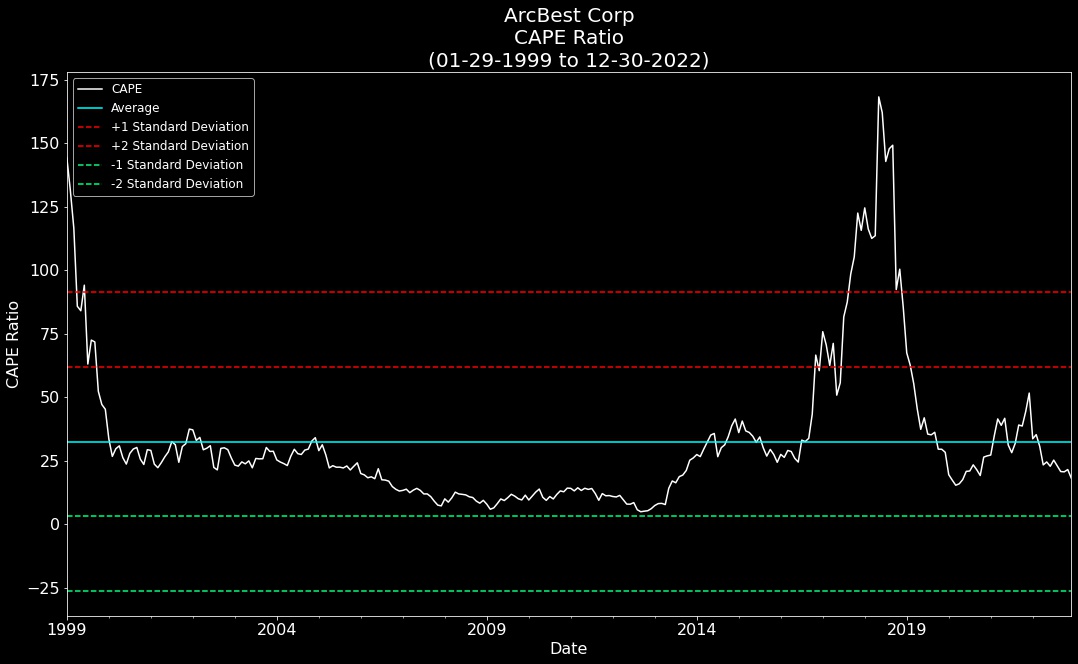 ArcBest Corp
CAPE Ratio
(01-29-1999 to 12-30-2022)
175
150
125
100
75
50
25
0
−25
CAPE Ratio
CAPE
Average
+1 Standard Deviation
+2 Standard Deviation
-1 Standard Deviation
-2 Standard Deviation
1999
2004
2009
2014
2019
Date